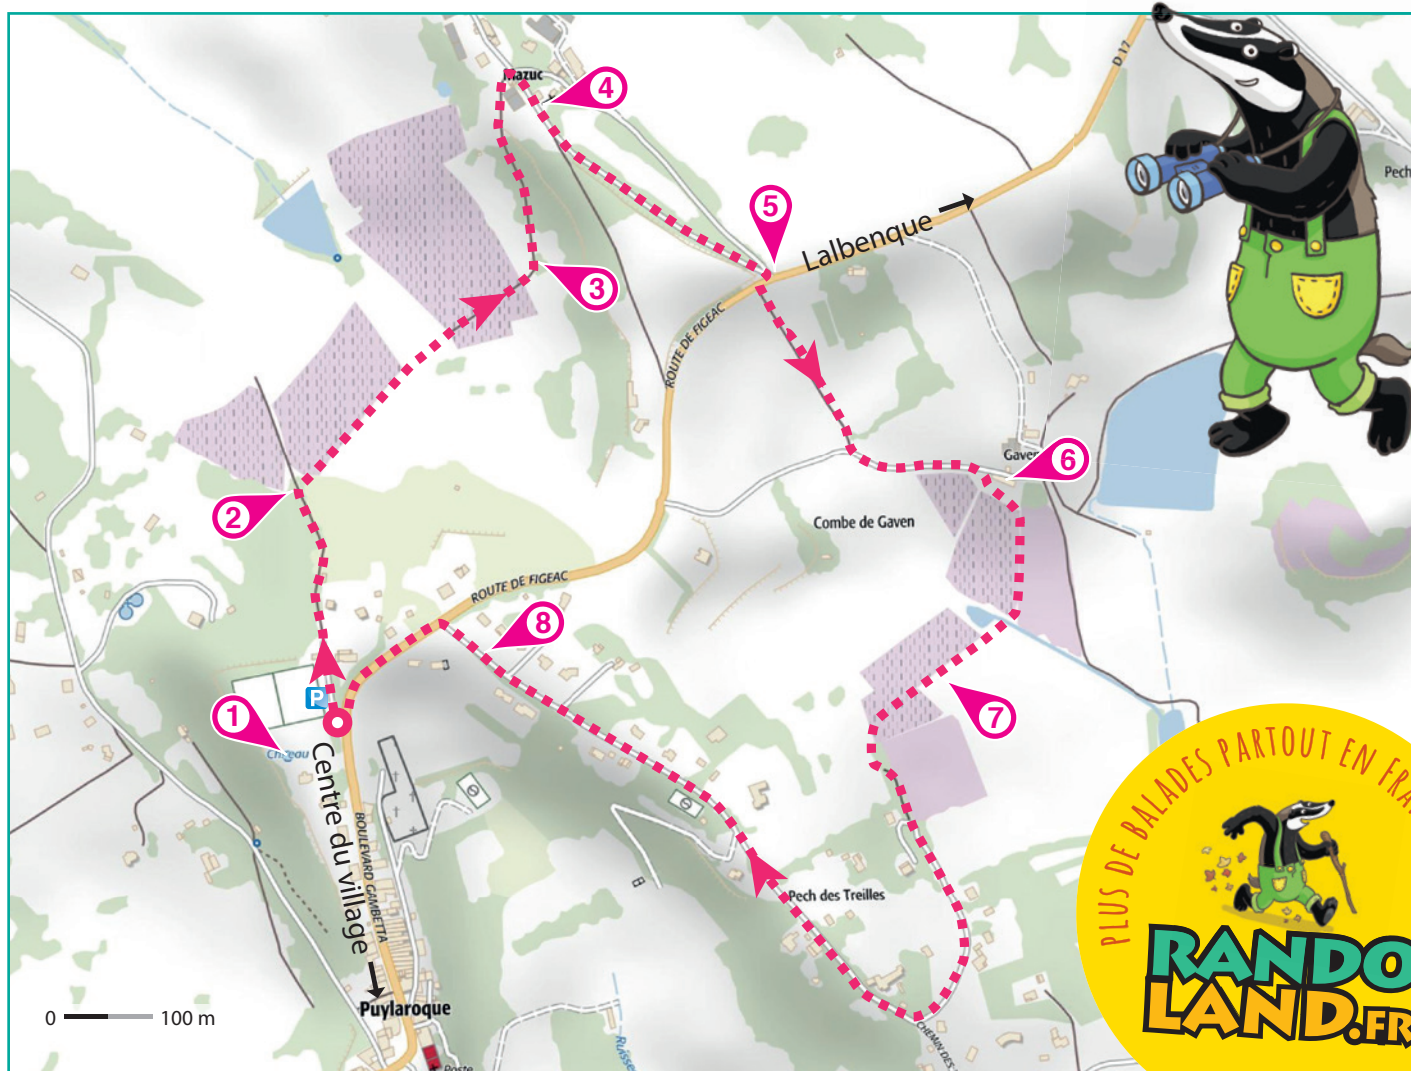 Mazuc
4
D 17
Pech
5
Lalbenque
3
ROUTE DE FIGEAC
Gaven
6
2
Combe de Gaven
ROUTE DE FIGEAC
8
P
1
Château
7
Centre du village
BOULEVARD GAMBETTA
Pech des Treilles
PLUS DE BALADES PARTOUT EN FRA
RANDO
LAND.FR
0 100 m
Puylaroque
CHEMIN DES
Ruisse
Poste